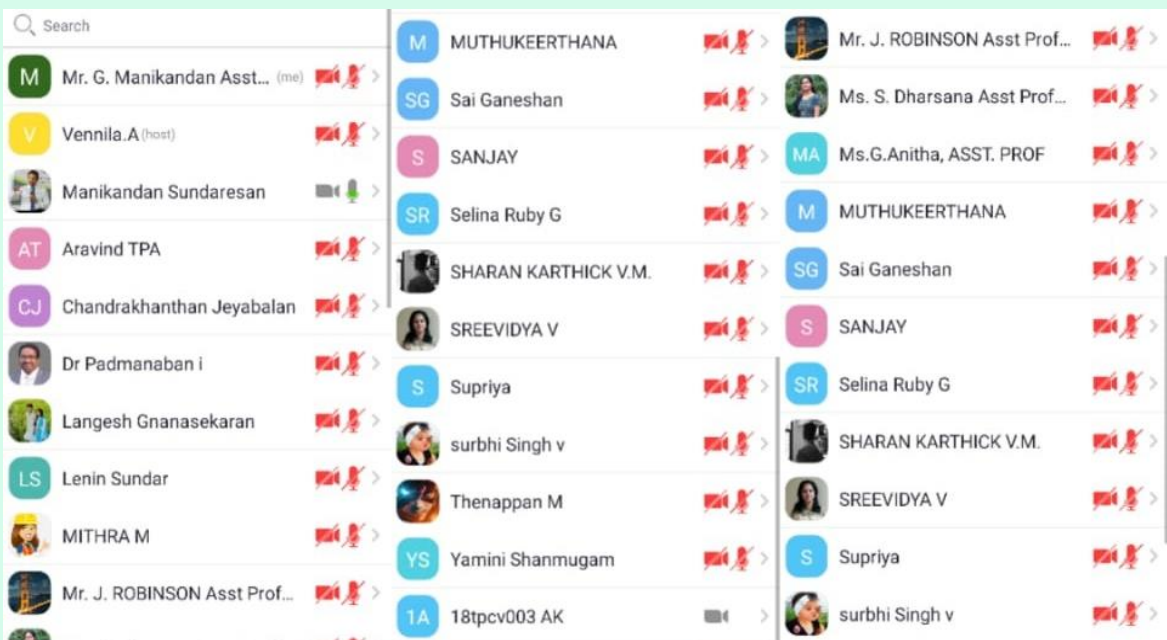 Search
M Mr. G. Manikandan Asst... (me)
V Vennila.A (host)
Manikandan Sundaresan
AT Aravind TPA
CJ Chandrakhanthan Jeyabalan
Dr Padmanaban i
Langesh Gnanasekaran
LS Lenin Sundar
MITHRA M
Mr. J. ROBINSON Asst Prof...
M MUTHUKEERTHANA
SG Sai Ganeshan
S SANJAY
SR Selina Ruby G
SHARAN KARTHICK V.M.
SREEVIDYA V
S Supriya
surbhi Singh v
Thenappan M
YS Yamini Shanmugam
1A 18tpcv003 AK
Mr. J. ROBINSON Asst Prof...
Ms. S. Dharsana Asst Prof...
MA Ms.G.Anitha, ASST. PROF
M MUTHUKEERTHANA
SG Sai Ganeshan
S SANJAY
SR Selina Ruby G
SHARAN KARTHICK V.M.
SREEVIDYA V
S Supriya
surbhi Singh v